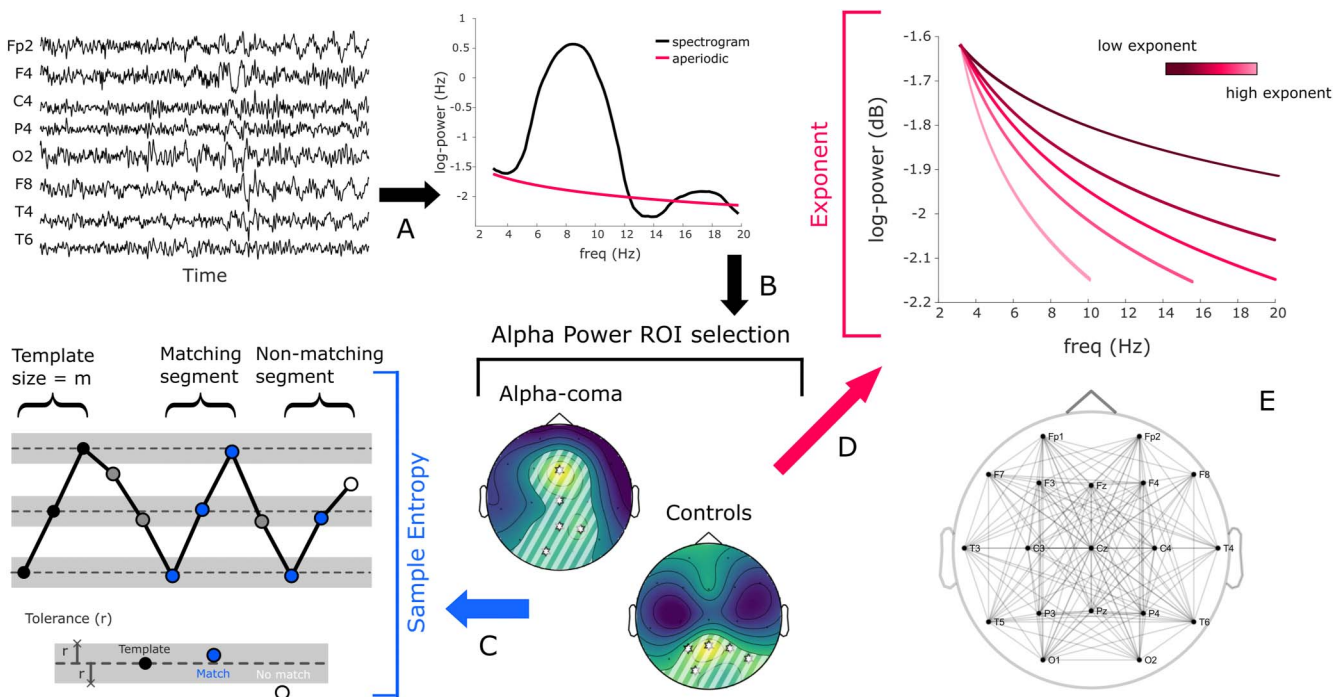 Fp2
F4
C4
P4
O2
F8
T4
T6
Time
A
log-power (Hz)
1
0.5
0
-0.5
-1
-1.5
-2
2 4 6 8 10 12 14 16 18 20
freq (Hz)
spectrogram
aperiodic
B
Exponent
log-power (dB)
-1.6
-1.7
-1.8
-1.9
-2
-2.1
-2.2
2 4 6 8 10 12 14 16 18 20
freq (Hz)
low exponent
high exponent
Alpha Power ROI selection
Alpha-coma
Controls
C
D
Template
size = m
Matching
segment
Non-matching
segment
Sample Entropy
Tolerance (r)
r
r
Template
Match
No match
E
Fp1 Fp2
F7 F3 Fz F4 F8
T3 C3 Cz C4 T4
T5 P3 Pz P4 T6
O1 O2